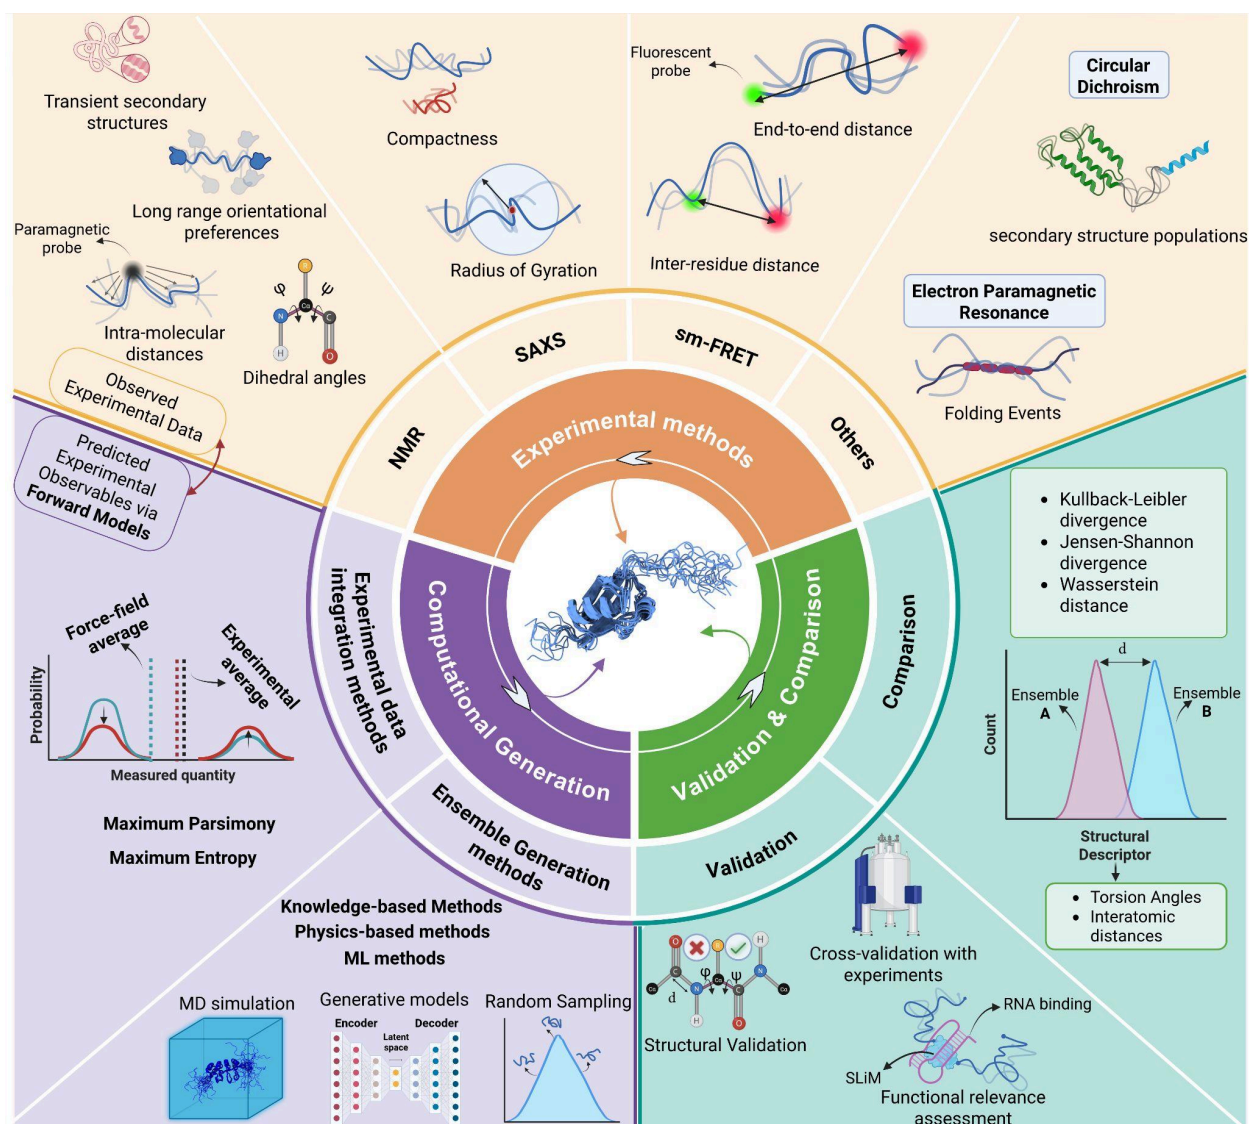 Transient secondary
structures
Long range orientational
preferences
Paramagnetic
probe
Intra-molecular
distances
φ
ψ
R
Cα
N
C
H
O
Dihedral angles
Compactness
Radius of Gyration
Fluorescent
probe
End-to-end distance
Inter-residue distance
Circular
Dichroism
secondary structure populations
Electron Paramagnetic
Resonance
Folding Events
Observed
Experimental Data
Predicted
Experimental
Observables via
Forward Models
NMR
SAXS
sm-FRET
Others
Experimental methods
Computational Generation
Validation & Comparison
Experimental data
integration methods
Ensemble Generation
methods
Validation
Comparison
Force-field
average
Experimental
average
Probability
Measured quantity
Maximum Parsimony
Maximum Entropy
Knowledge-based Methods
Physics-based methods
ML methods
MD simulation
Generative models
Encoder
Decoder
Latent
space
Random Sampling
O
R
H
C
φ
ψ
N
Cα
Cα
Cα
d
N
C
H
O
Structural Validation
Cross-validation with
experiments
RNA binding
SLiM
Functional relevance
assessment
• Kullback-Leibler
divergence
• Jensen-Shannon
divergence
• Wasserstein
distance
d
Ensemble
A
Ensemble
B
Count
Structural
Descriptor
• Torsion Angles
• Interatomic
distances